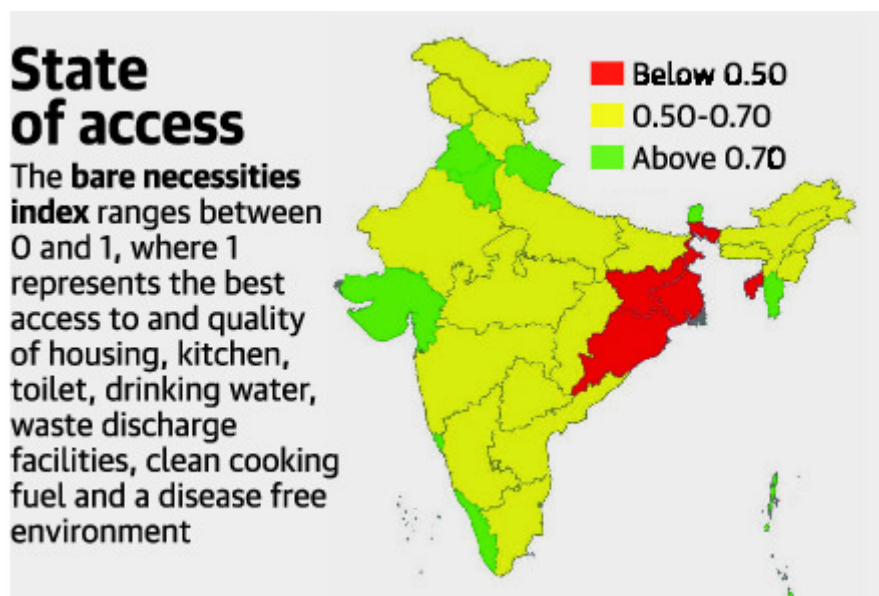 State
of access
The bare necessities
index ranges between
0 and 1, where 1
represents the best
access to and quality
of housing, kitchen,
toilet, drinking water,
waste discharge
facilities, clean cooking
fuel and a disease free
environment
Below 0.50
0.50-0.70
Above 0.70